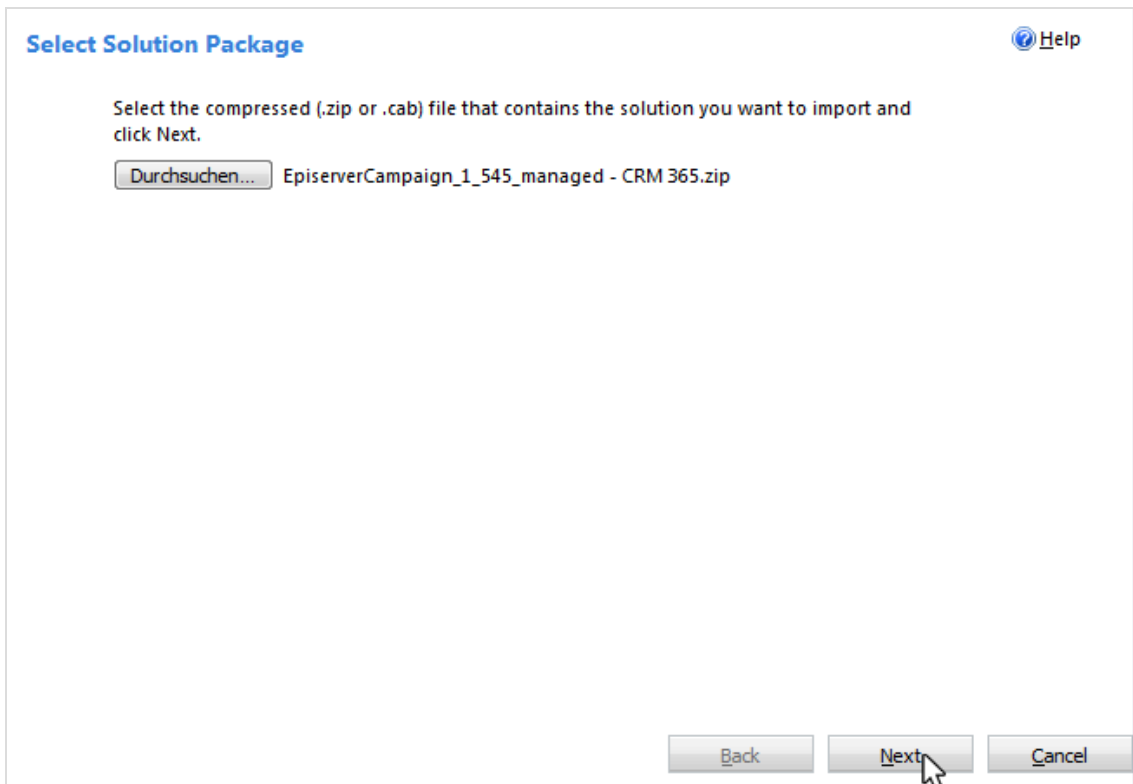 Select Solution Package
Help
Select the compressed (.zip or .cab) file that contains the solution you want to import and
click Next.
Durchsuchen... EpiserverCampaign_1_545_managed - CRM 365.zip
Back Next Cancel